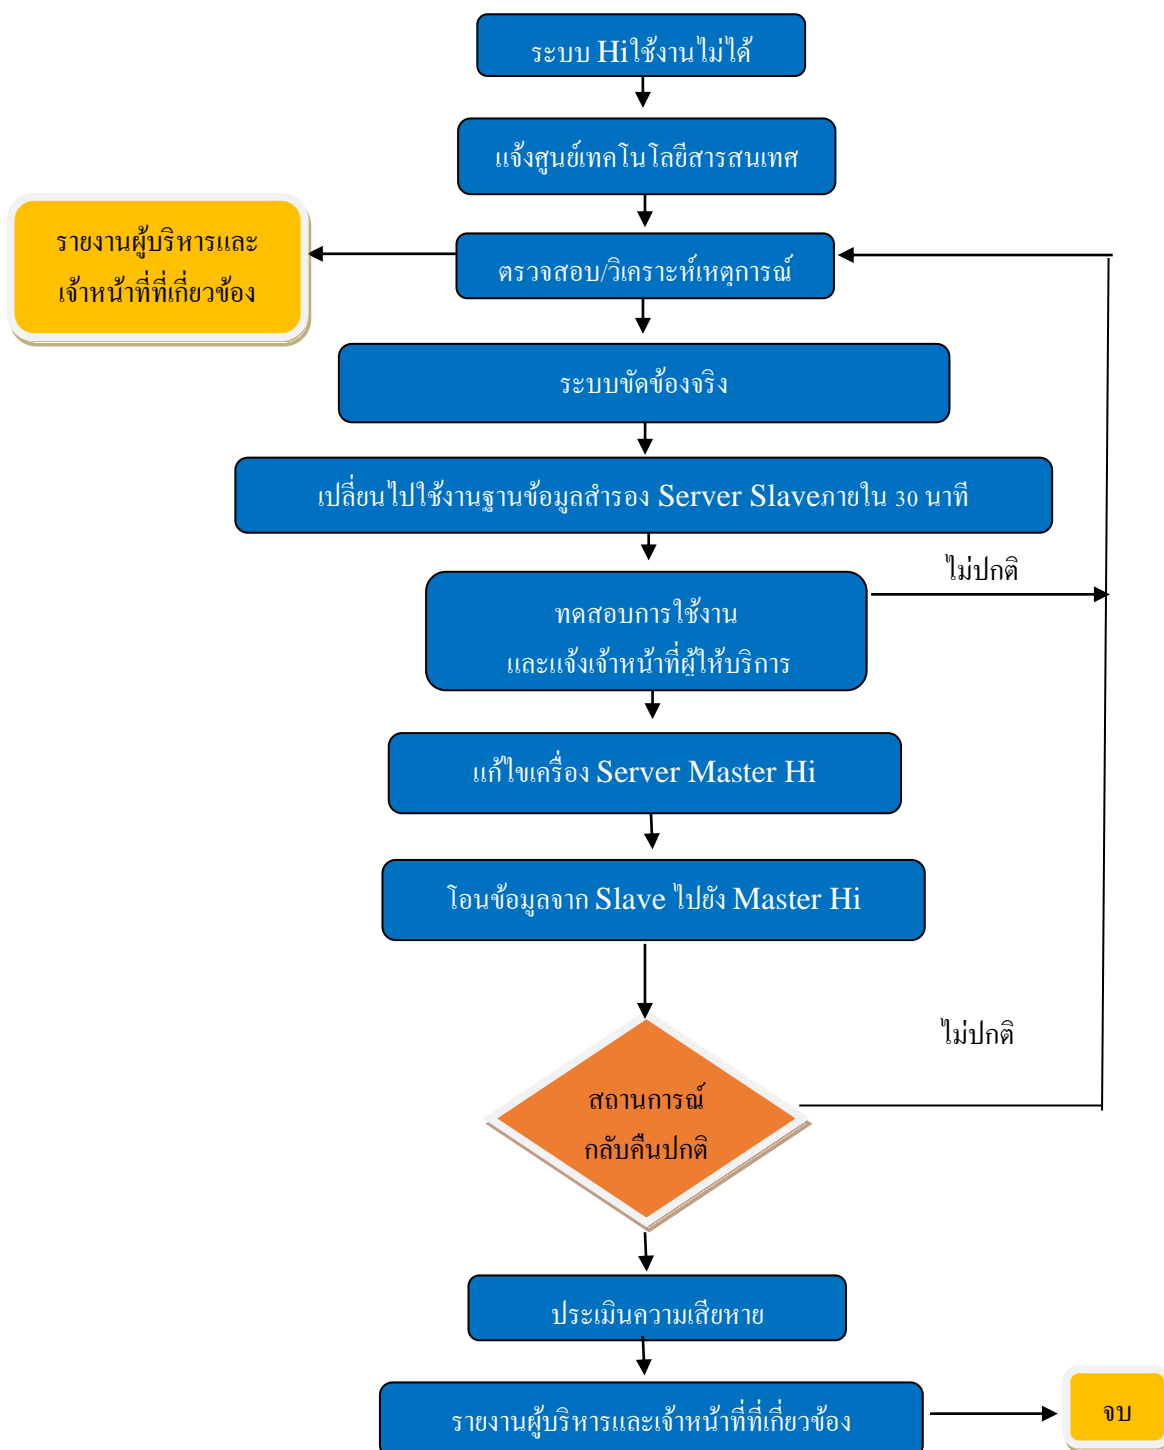 ระบบ Hiใช้งานไม่ได้
แจ้งศูนย์เทคโนโลยีสารสนเทศ
รายงานผู้บริหารและ
เจ้าหน้าที่ที่เกี่ยวข้อง
ตรวจสอบ/วิเคราะห์เหตุการณ์
ระบบขัดข้องจริง
เปลี่ยนไปใช้งานฐานข้อมูลสำรอง Server Slaveภายใน 30 นาที
ไม่ปกติ
ทดสอบการใช้งาน
และแจ้งเจ้าหน้าที่ผู้ให้บริการ
แก้ไขเครื่อง Server Master Hi
โอนข้อมูลจาก Slave ไปยัง Master Hi
ไม่ปกติ
สถานการณ์
กลับคืนปกติ
ประเมินความเสียหาย
รายงานผู้บริหารและเจ้าหน้าที่ที่เกี่ยวข้อง
จบ